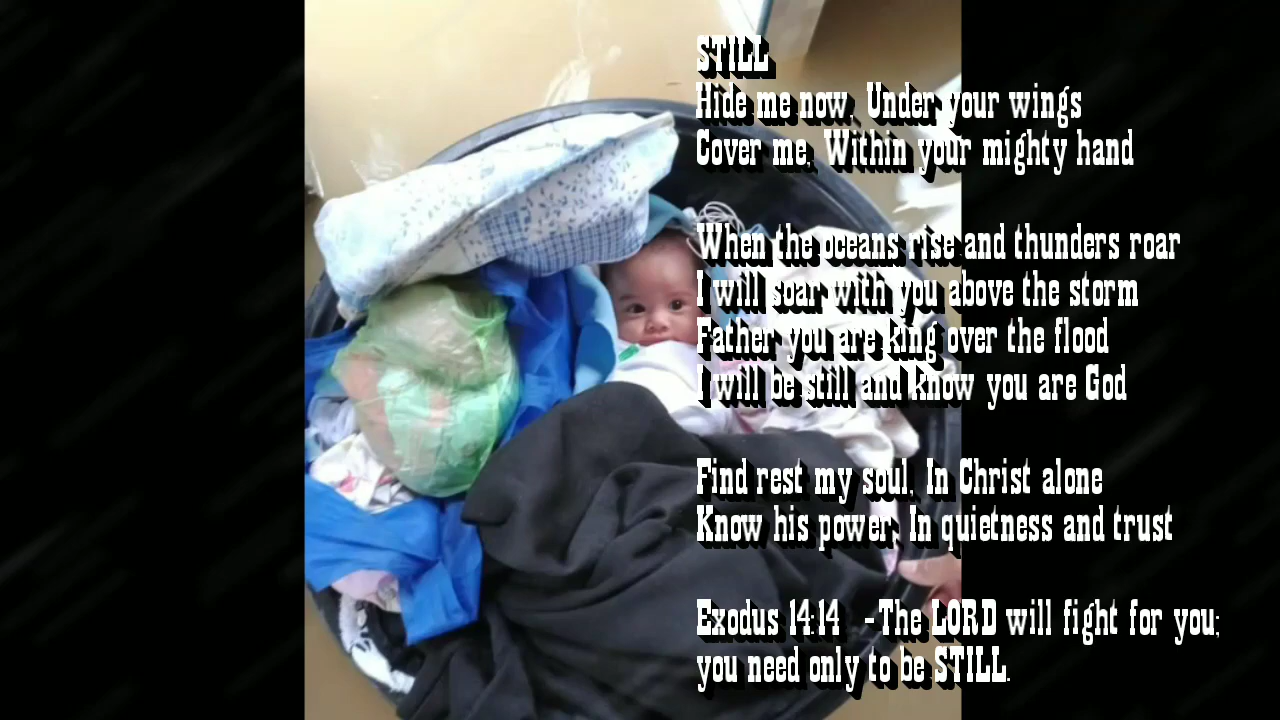 STILL
Hide me now, Under your wings
Cover me, Within your mighty hand
When the oceans rise and thunders roar
I will soar with you above the storm
Father you are king over the flood
I will be still and know you are God
Find rest my soul, In Christ alone
Know his power, In quietness and trust
Exodus 14:14 -The LORD will fight for you;
you need only to be STILL.